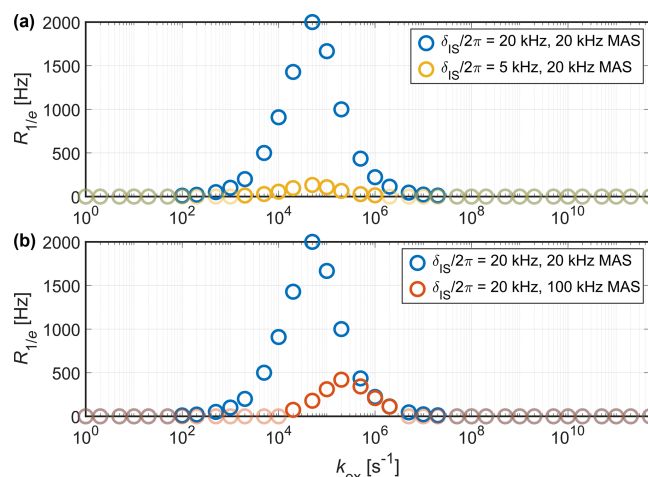 (a)
2000
1500
1000
500
0
R1/e [Hz]
δIS/2π = 20 kHz, 20 kHz MAS
δIS/2π = 5 kHz, 20 kHz MAS
10^0 10^2 10^4 10^6 10^8 10^10
(b)
2000
1500
1000
500
0
R1/e [Hz]
δIS/2π = 20 kHz, 20 kHz MAS
δIS/2π = 20 kHz, 100 kHz MAS
10^0 10^2 10^4 10^6 10^8 10^10
kex [s^-1]